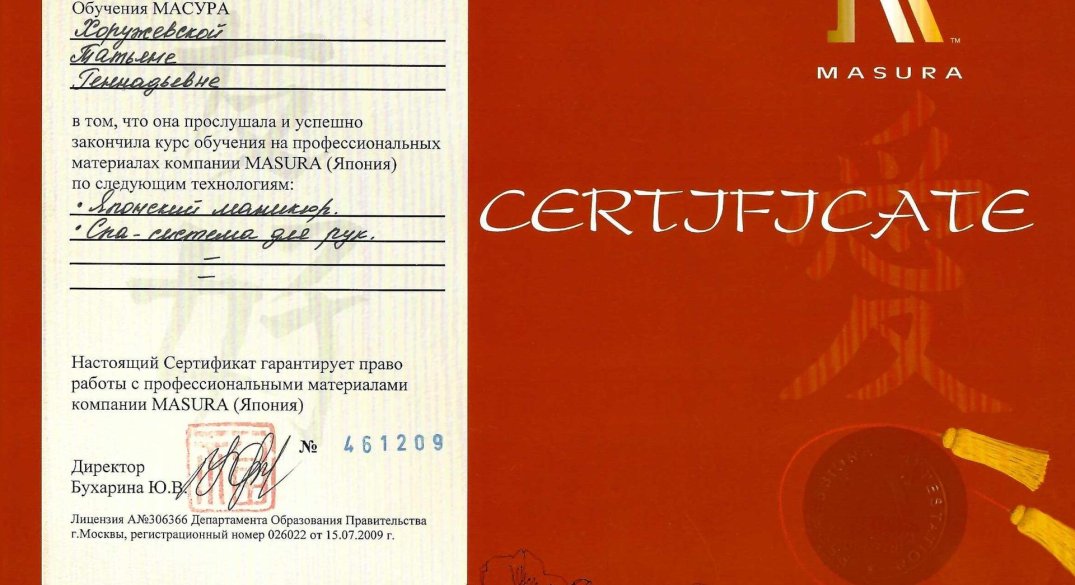 Обучения МАСУРА
Хоружевской
Татьяне
Геннадьевне
в том, что она прослушала и успешно
закончила курс обучения на профессиональных
материалах компании MASURA (Япония)
по следующим технологиям:
• Японский маникюр.
• Спа-система для рук.
Настоящий Сертификат гарантирует право
работы с профессиональными материалами
компании MASURA (Япония)
№ 461209
Директор
Бухарина Ю.В.
Лицензия А№306366 Департамента Образования Правительства
г.Москвы, регистрационный номер 026022 от 15.07.2009 г.
™
MASURA
CERTIFICATE
愛